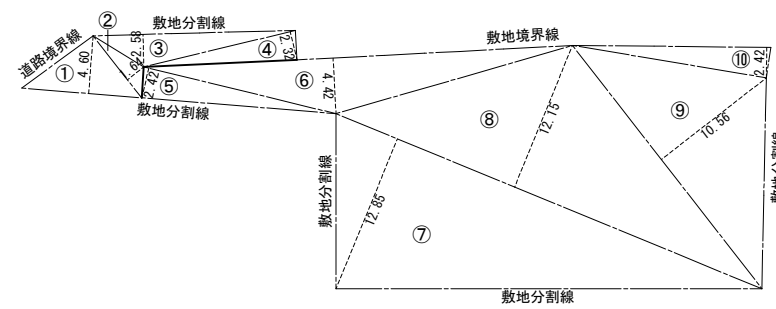 道路境界線
①
4.60
②
敷地分割線
2.58
③
④
2.32
⑤
2.42
敷地分割線
⑥
4.42
敷地境界線
⑧
12.15
⑨
10.56
⑩
2.42
敷地分割線
敷地分割線
12.85
⑦
敷地分割線